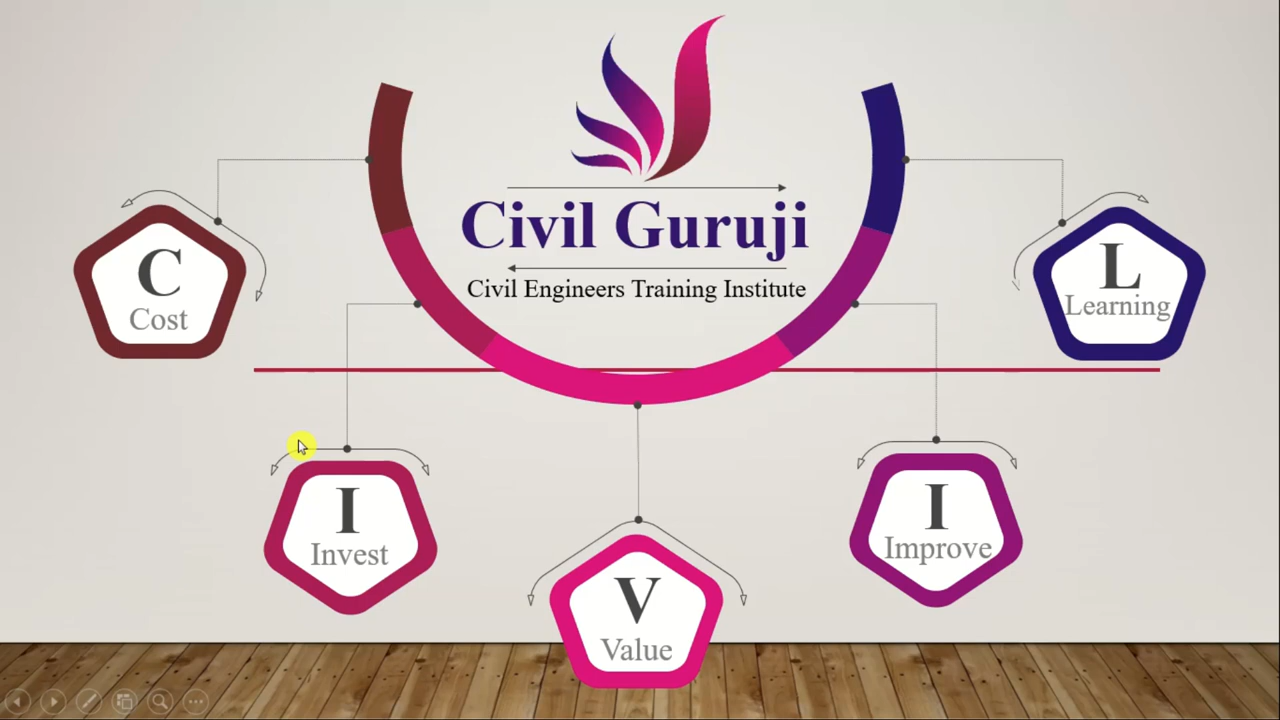 Civil Guruji
Civil Engineers Training Institute
C
Cost
I
Invest
V
Value
I
Improve
L
Learning